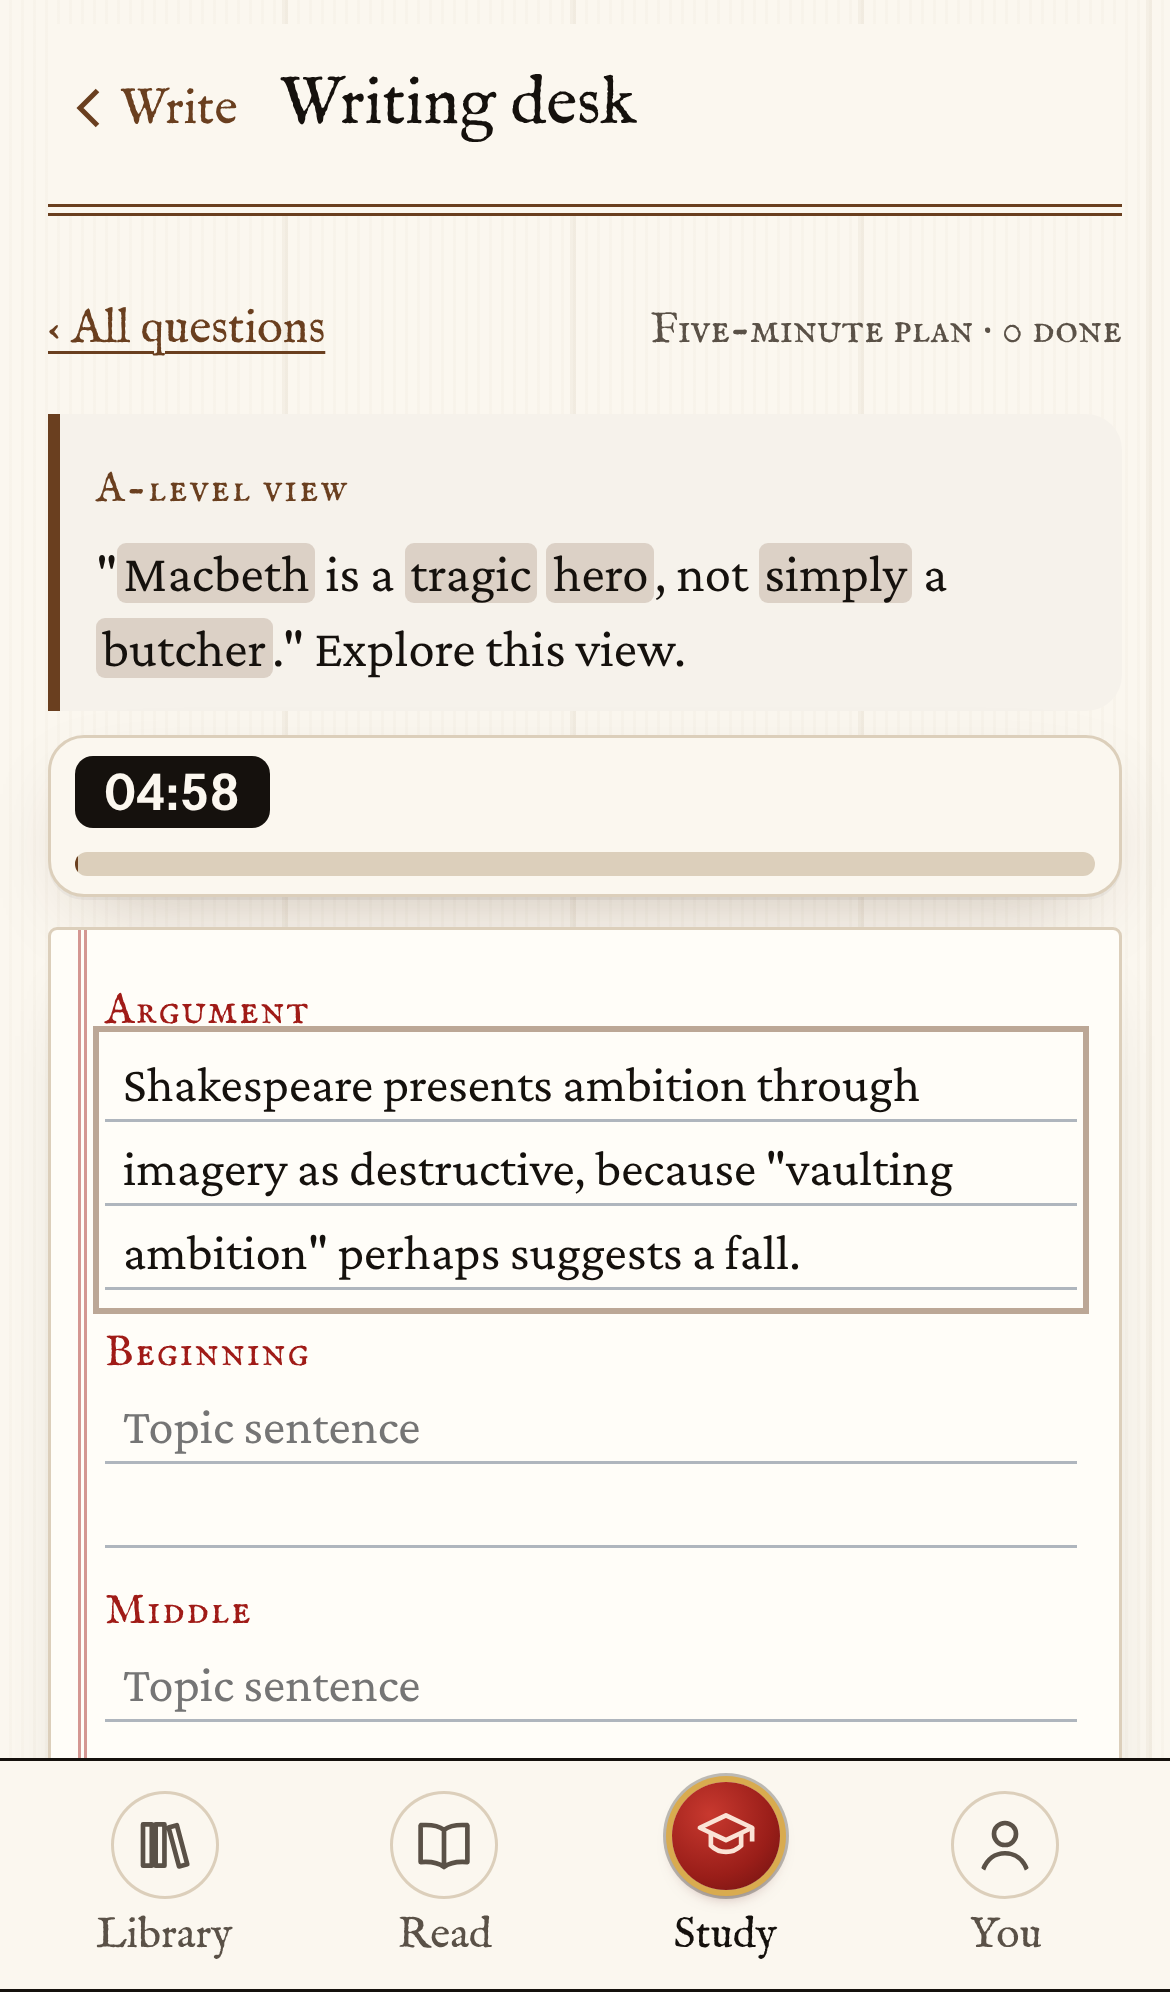 Write Writing desk
‹ All questions Five-minute plan · 0 done
A-level view
"Macbeth is a tragic hero, not simply a
butcher." Explore this view.
04:58
Argument
Shakespeare presents ambition through
imagery as destructive, because "vaulting
ambition" perhaps suggests a fall.
Beginning
Topic sentence
Middle
Topic sentence
Library Read Study You